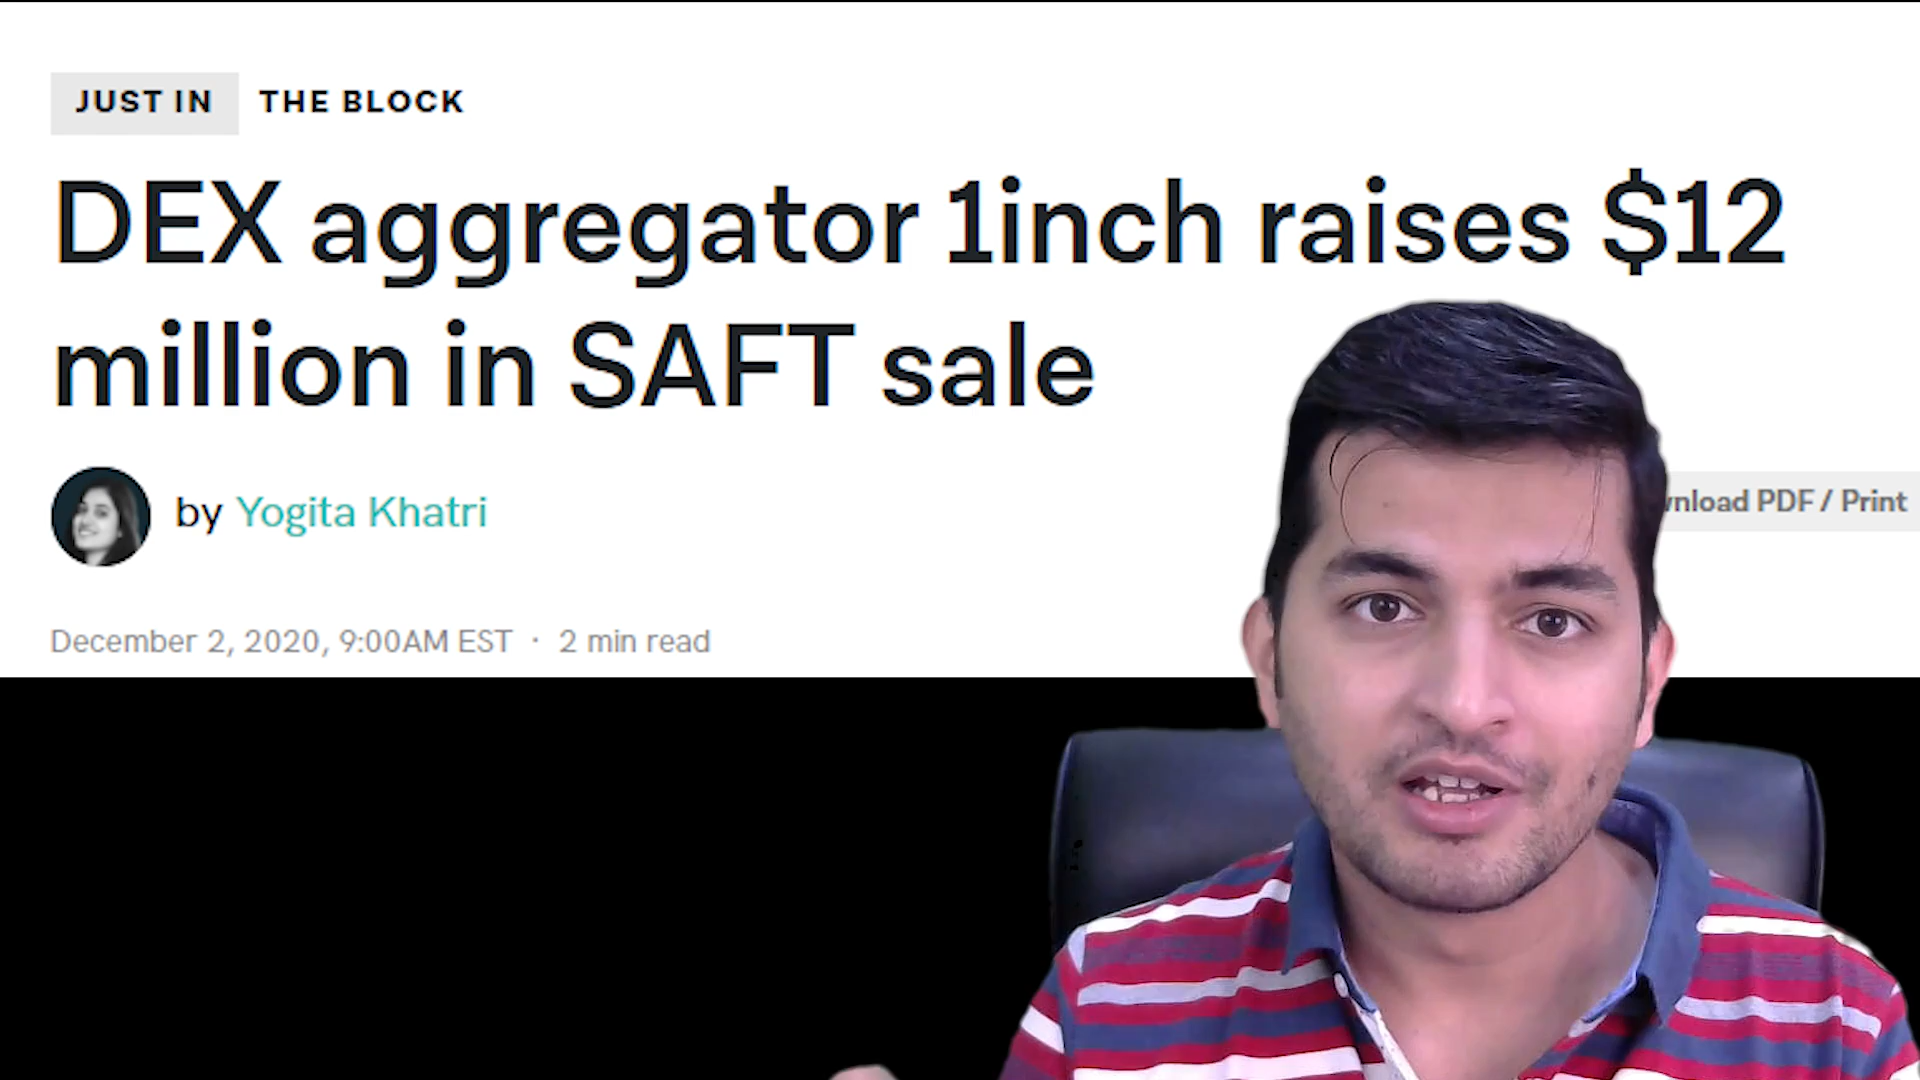 JUST IN THE BLOCK
DEX aggregator 1inch raises $12
million in SAFT sale
by Yogita Khatri
PDF / Print
December 2, 2020, 9:00AM EST · 2 min read